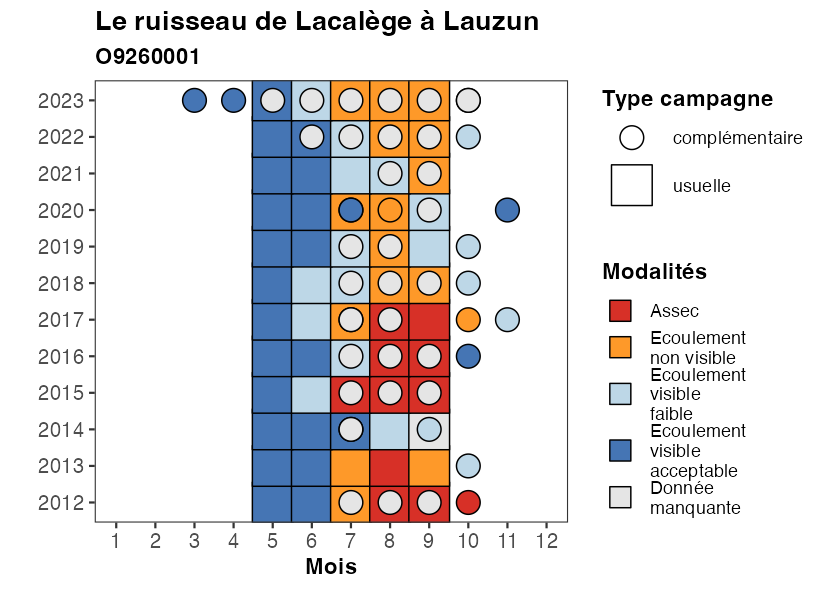 Le ruisseau de Lacalège à Lauzun
O9260001
2023
2022
2021
2020
2019
2018
2017
2016
2015
2014
2013
2012
1 2 3 4 5 6 7 8 9 10 11 12
Mois
Type campagne
complémentaire
usuelle
Modalités
Assec
Ecoulement
non visible
Ecoulement
visible
faible
Ecoulement
visible
acceptable
Donnée
manquante